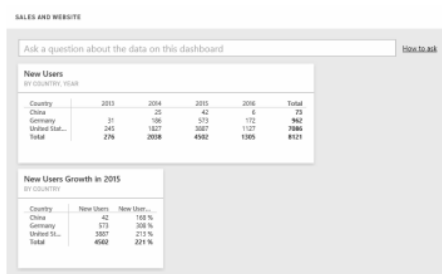 SALES AND WEBSITE
Ask a question about the data on this dashboard
How to ask
New Users
BY COUNTRY, YEAR
Country 2013 2014 2015 2016 Total
China 25 42 6 73
Germany 31 186 573 172 962
United Stat... 245 1827 3887 1127 7086
Total 276 2038 4502 1305 8121
New Users Growth in 2015
BY COUNTRY
Country New Users New User...
China 42 168 %
Germany 573 308 %
United St... 3887 213 %
Total 4502 221 %